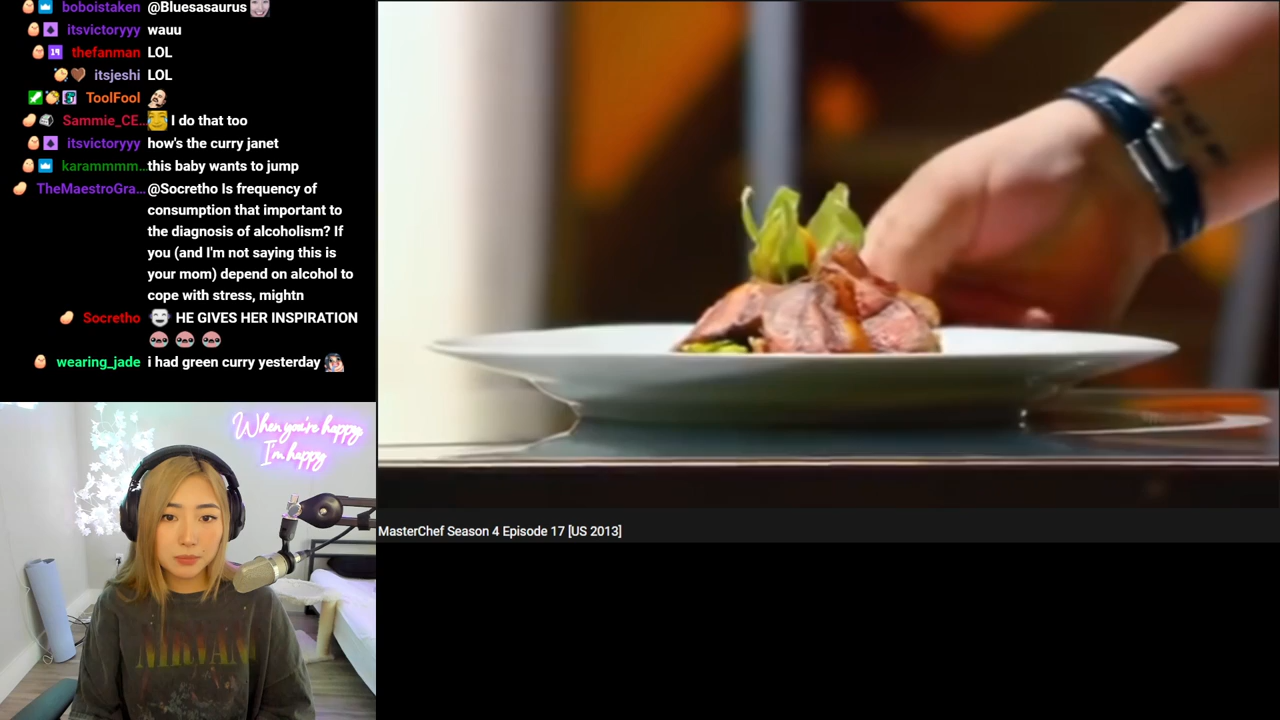 boboistaken @Bluesasaurus
itsvictoryyy wauu
thefanman LOL
itsjeshi LOL
ToolFool
Sammie_CE... I do that too
itsvictoryyy how's the curry janet
karammmm... this baby wants to jump
TheMaestroGra... @Socretho Is frequency of
consumption that important to
the diagnosis of alcoholism? If
you (and I'm not saying this is
your mom) depend on alcohol to
cope with stress, mightn
Socretho HE GIVES HER INSPIRATION
wearing_jade i had green curry yesterday
When you're happy
I'm happy
NIRVANA
MasterChef Season 4 Episode 17 [US 2013]